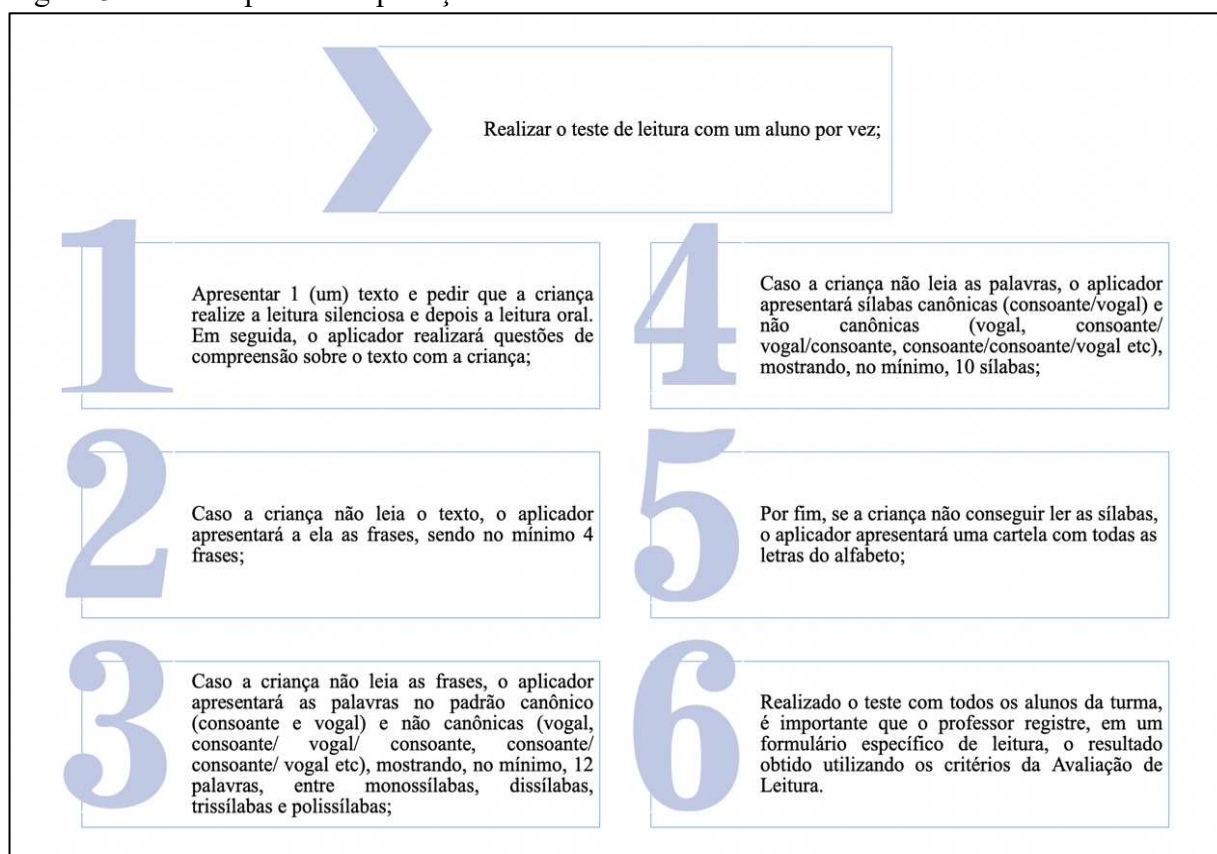 Realizar o teste de leitura com um aluno por vez;
1
Apresentar 1 (um) texto e pedir que a criança
realize a leitura silenciosa e depois a leitura oral.
Em seguida, o aplicador realizará questões de
compreensão sobre o texto com a criança;
2
Caso a criança não leia o texto, o aplicador
apresentará a ela as frases, sendo no mínimo 4
frases;
3
Caso a criança não leia as frases, o aplicador
apresentará as palavras no padrão canônico
(consoante e vogal) e não canônicas (vogal,
consoante/ vogal/ consoante, consoante/
consoante/ vogal etc), mostrando, no mínimo, 12
palavras, entre monossílabas, dissílabas,
trissílabas e polissílabas;
4
Caso a criança não leia as palavras, o aplicador
apresentará sílabas canônicas (consoante/vogal) e
não canônicas (vogal, consoante/
vogal/consoante, consoante/consoante/vogal etc),
mostrando, no mínimo, 10 sílabas;
5
Por fim, se a criança não conseguir ler as sílabas,
o aplicador apresentará uma cartela com todas as
letras do alfabeto;
6
Realizado o teste com todos os alunos da turma,
é importante que o professor registre, em um
formulário específico de leitura, o resultado
obtido utilizando os critérios da Avaliação de
Leitura.